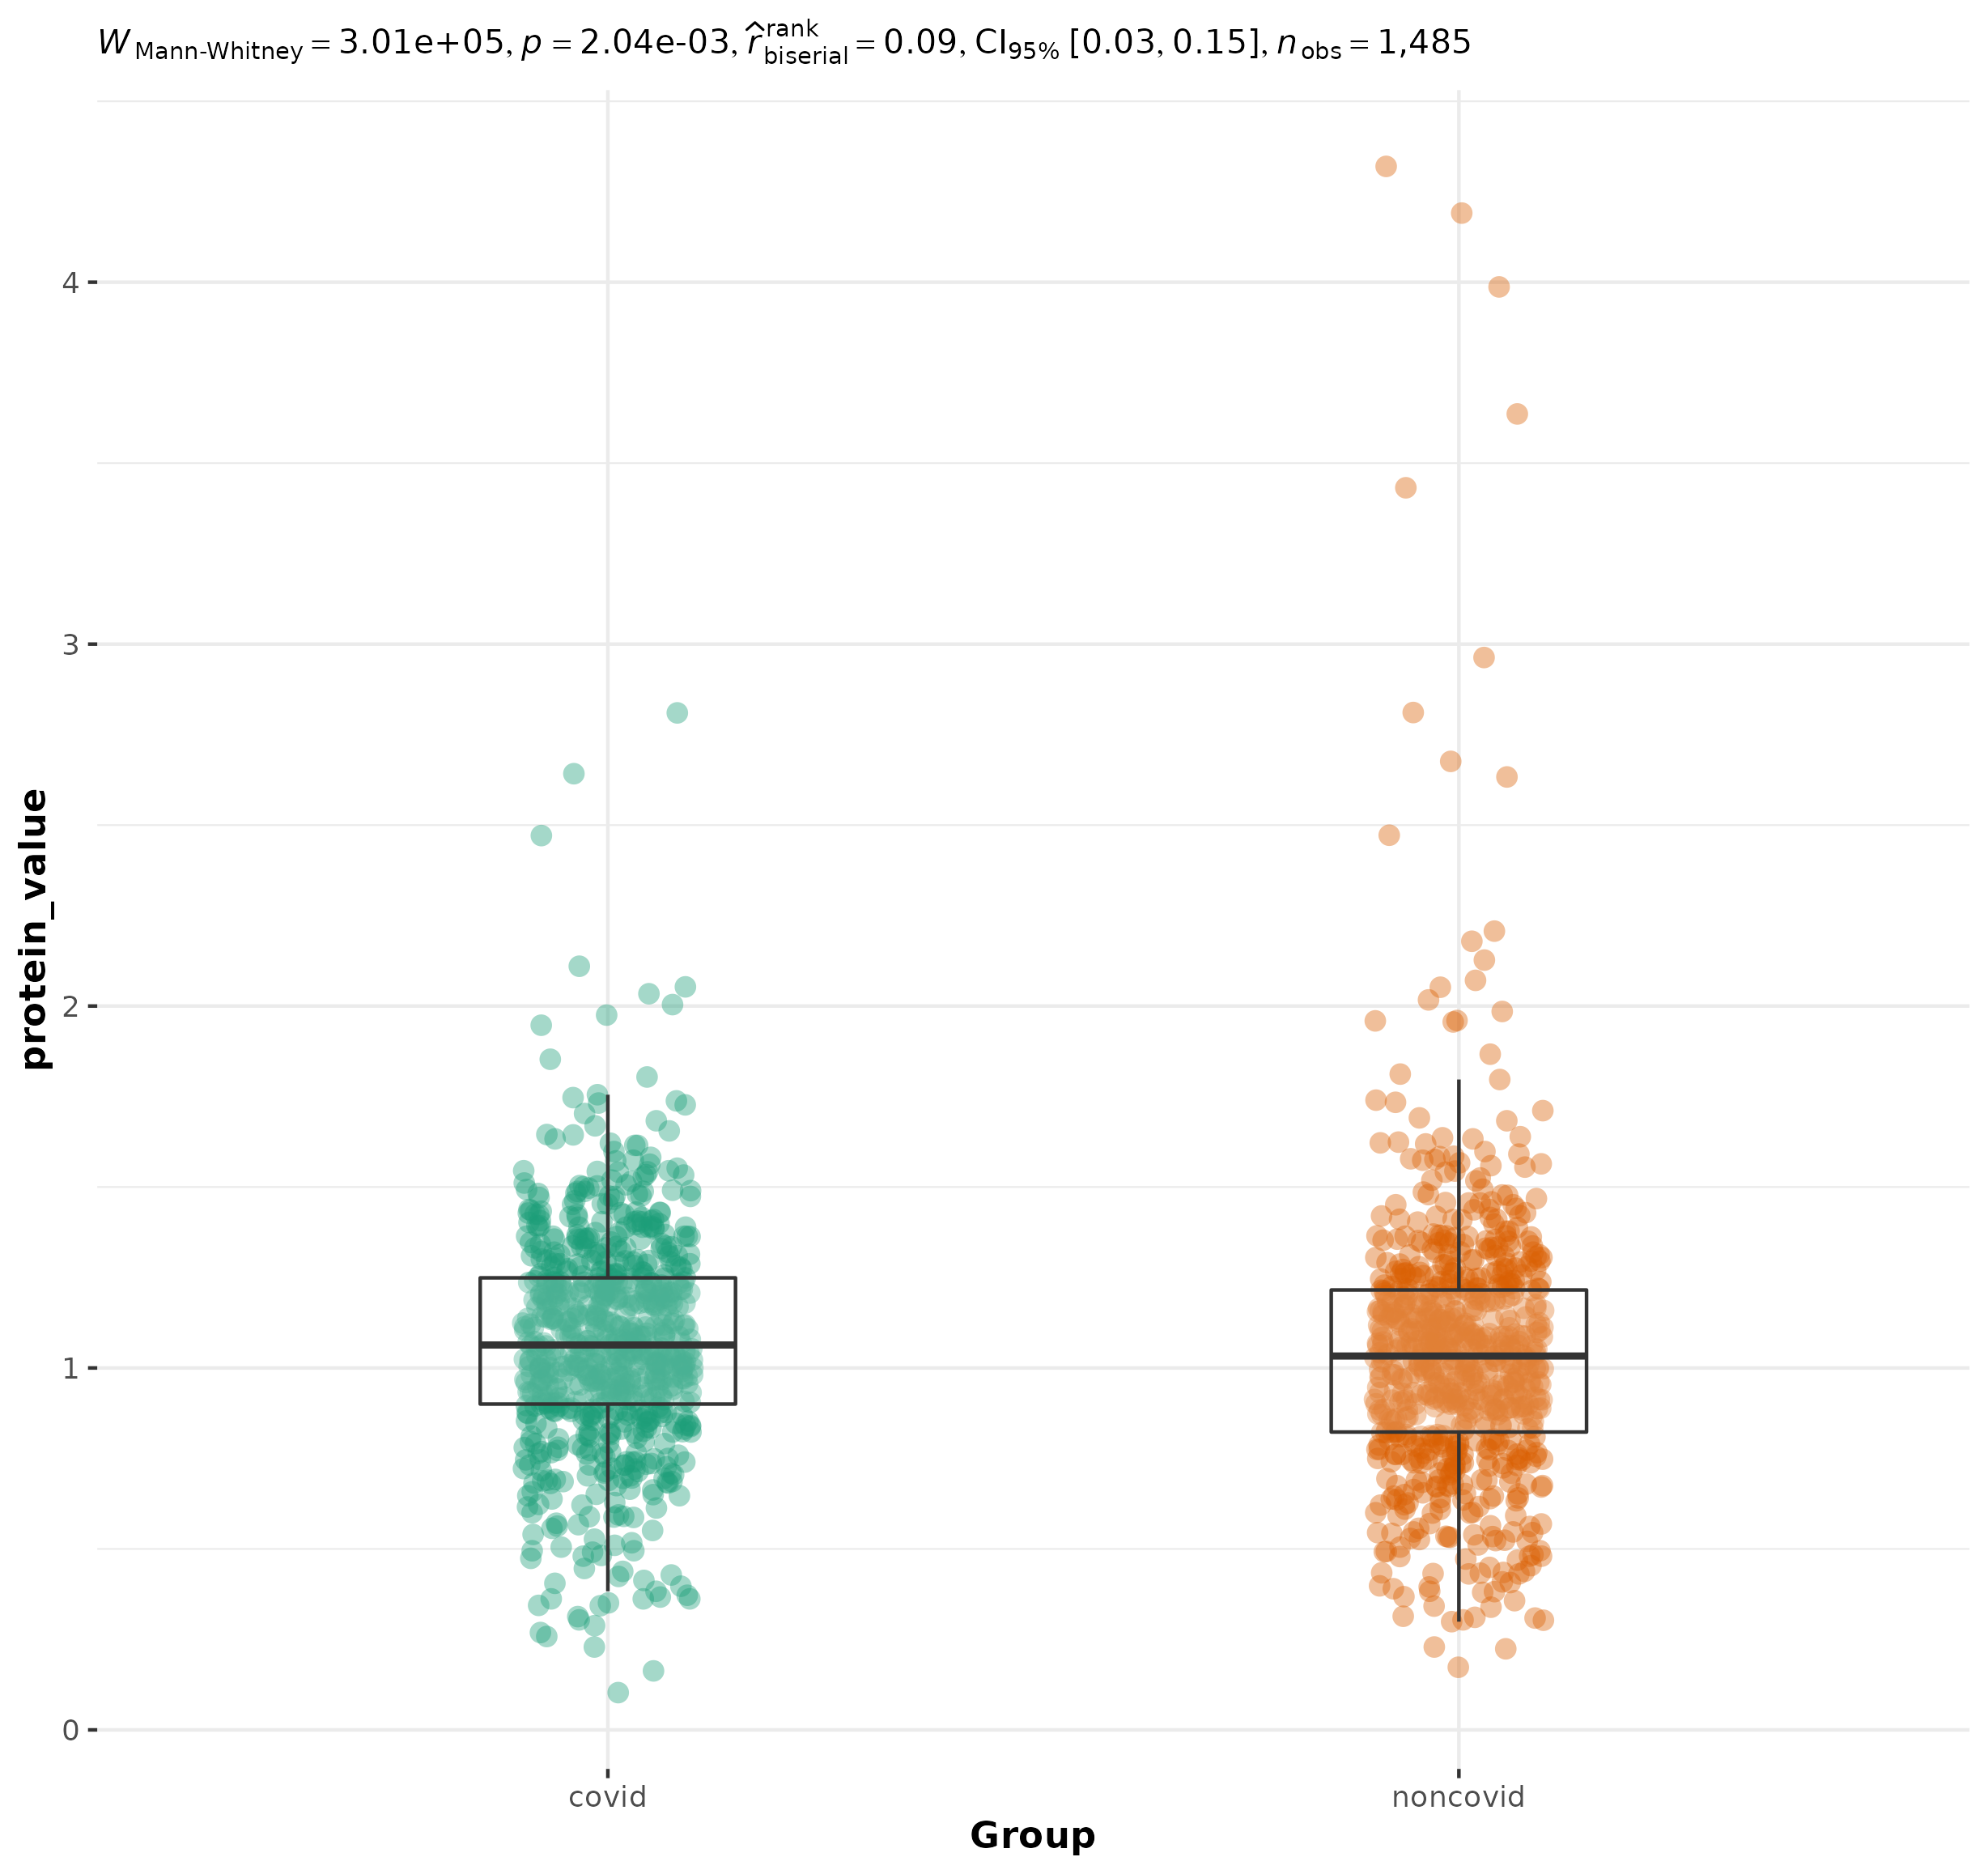 W Mann-Whitney = 3.01e+05, p = 2.04e-03, r̂ rank biserial = 0.09, CI95% [0.03, 0.15], nobs = 1,485
4
3
2
1
0
protein_value
covid noncovid
Group